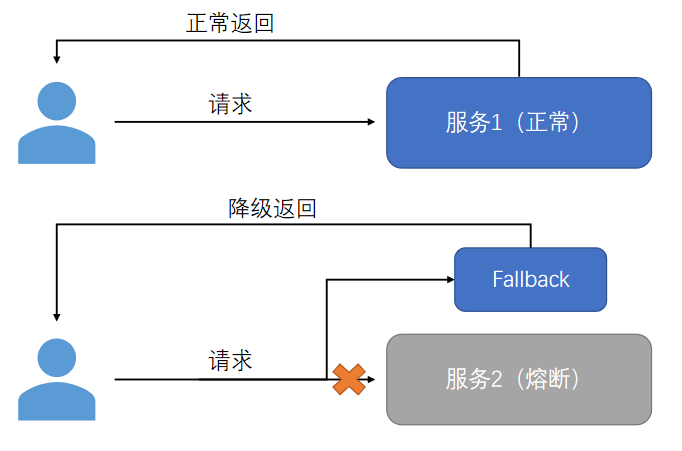 正常返回
请求
服务1（正常）
降级返回
Fallback
请求
服务2（熔断）